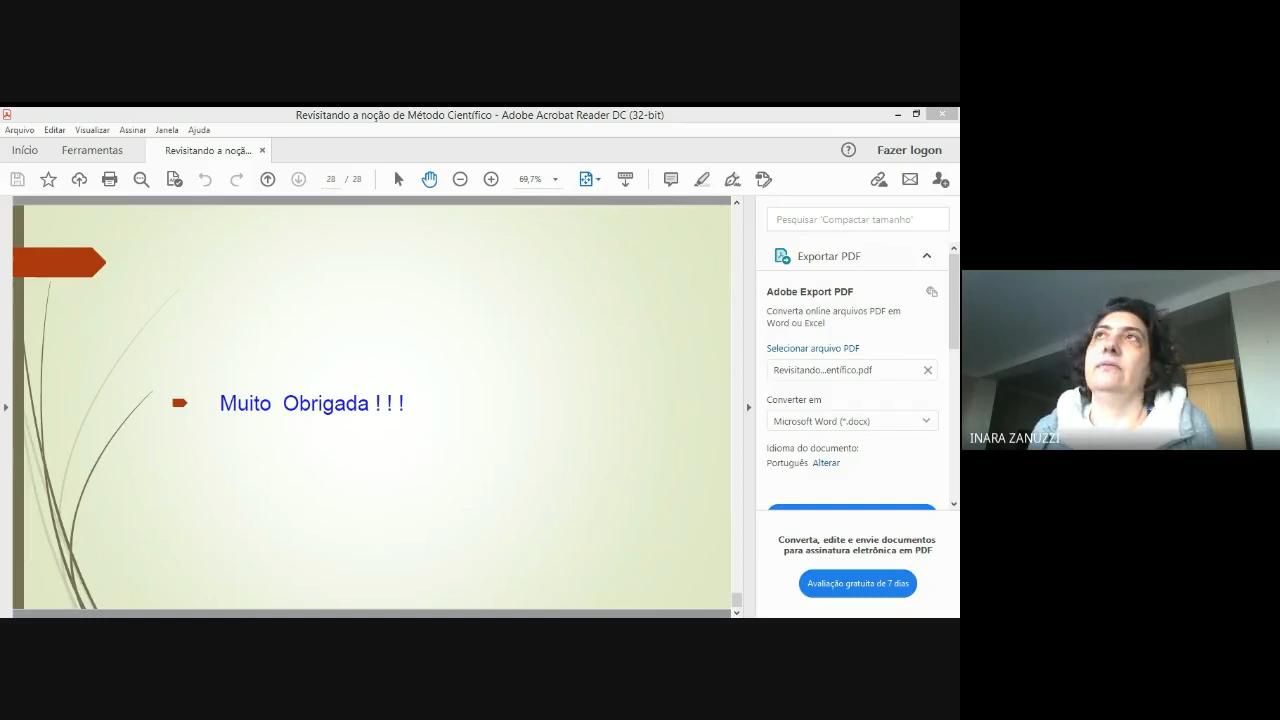 Revisitando a noção de Método Científico - Adobe Acrobat Reader DC (32-bit)
Arquivo Editar Visualizar Assinar Janela Ajuda
Início Ferramentas Revisitando a noçã... Fazer logon
28 / 28 69,7%
Pesquisar 'Compactar tamanho'
Exportar PDF
Adobe Export PDF
Converta online arquivos PDF em
Word ou Excel
Selecionar arquivo PDF
Revisitando...entífico.pdf
Converter em
Microsoft Word (*.docx)
Idioma do documento:
Português Alterar
Converta, edite e envie documentos
para assinatura eletrônica em PDF
Avaliação gratuita de 7 dias
Muito Obrigada ! ! !
INARA ZANUZZI